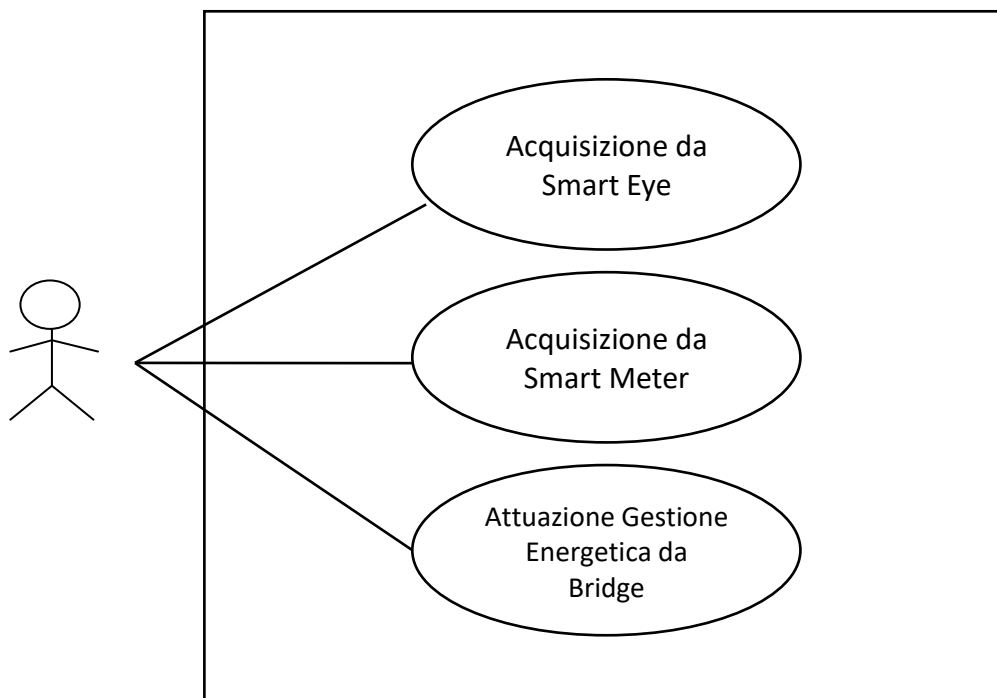 Acquisizione da
Smart Eye
Acquisizione da
Smart Meter
Attuazione Gestione
Energetica da
Bridge